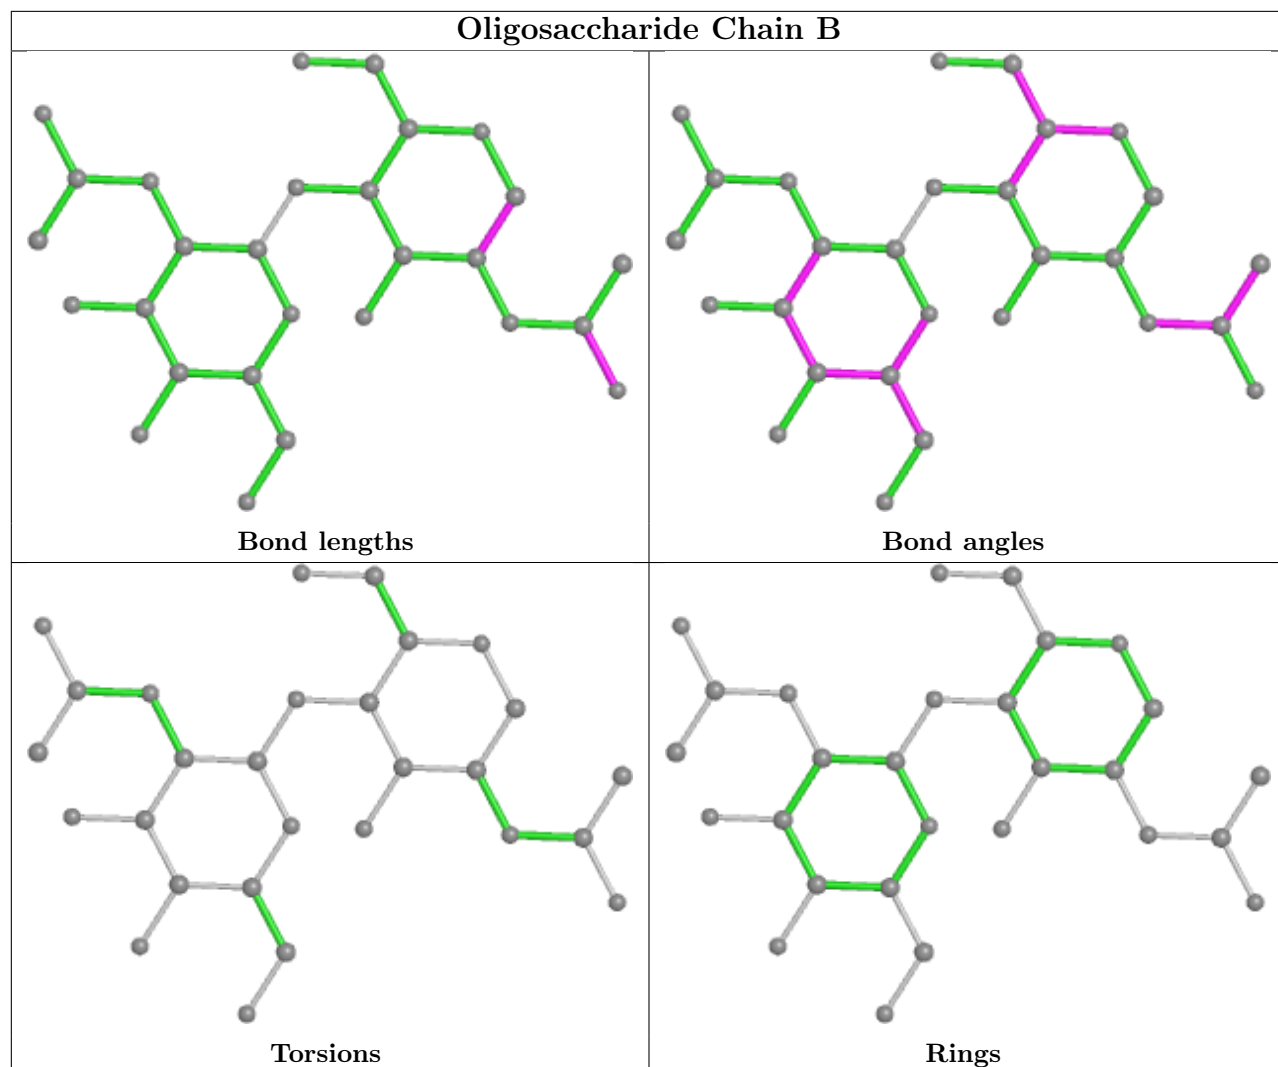 Oligosaccharide Chain B
Bond lengths
Bond angles
Torsions
Rings